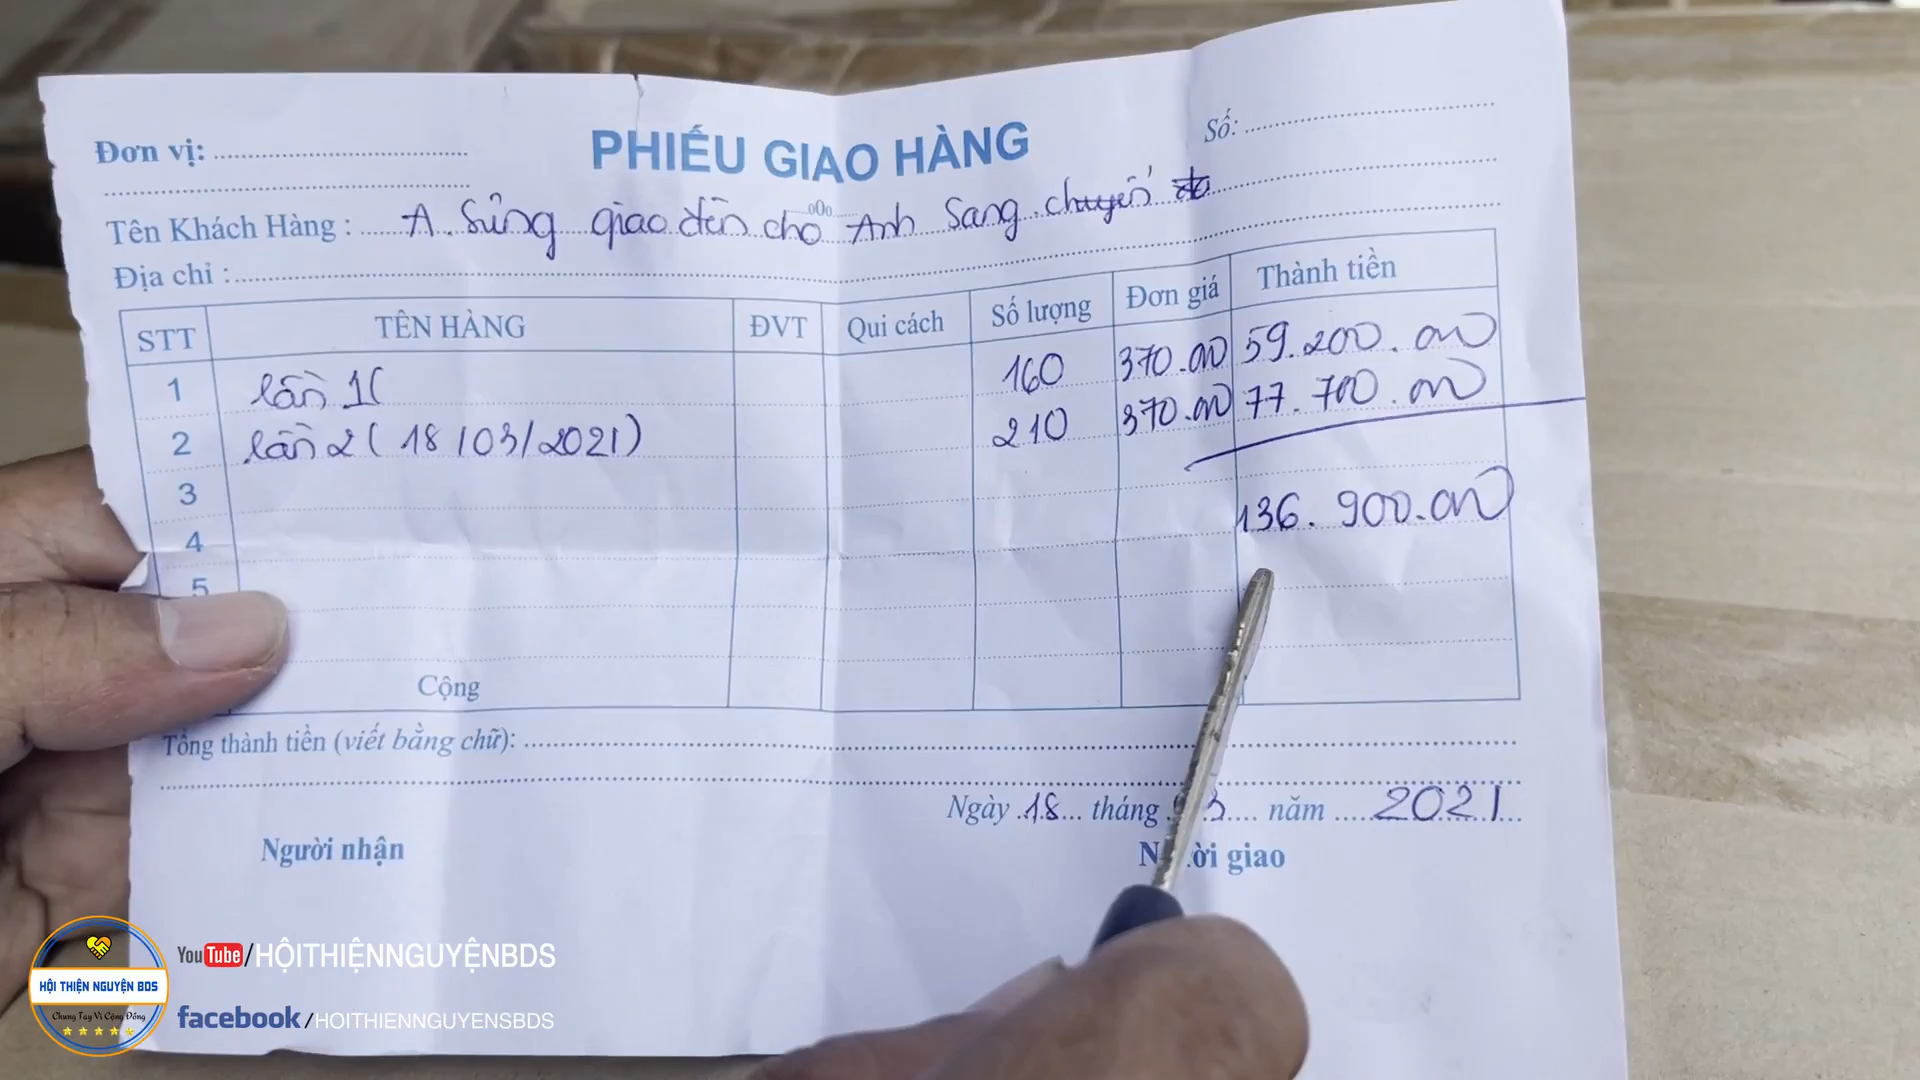 Đơn vị:
PHIẾU GIAO HÀNG
Số:
oOo
Tên Khách Hàng : A. Sủng giao đến cho Anh Sang chuyến
Địa chỉ :
STT TÊN HÀNG ĐVT Qui cách Số lượng Đơn giá Thành tiền
1 lần 1( 160 370.000 59.200.000
2 lần 2 ( 18/03/2021) 210 370.000 77.700.000
3 136.900.000
4
5
Cộng
Tổng thành tiền (viết bằng chữ):
Ngày 18 tháng 3 năm 2021
Người nhận Người giao
YouTube/HỘITHIỆNNGUYỆNBDS
HỘI THIỆN NGUYỆN BDS
Chung Tay Vì Cộng Đồng
facebook/HOITHIENNGUYENSBDS